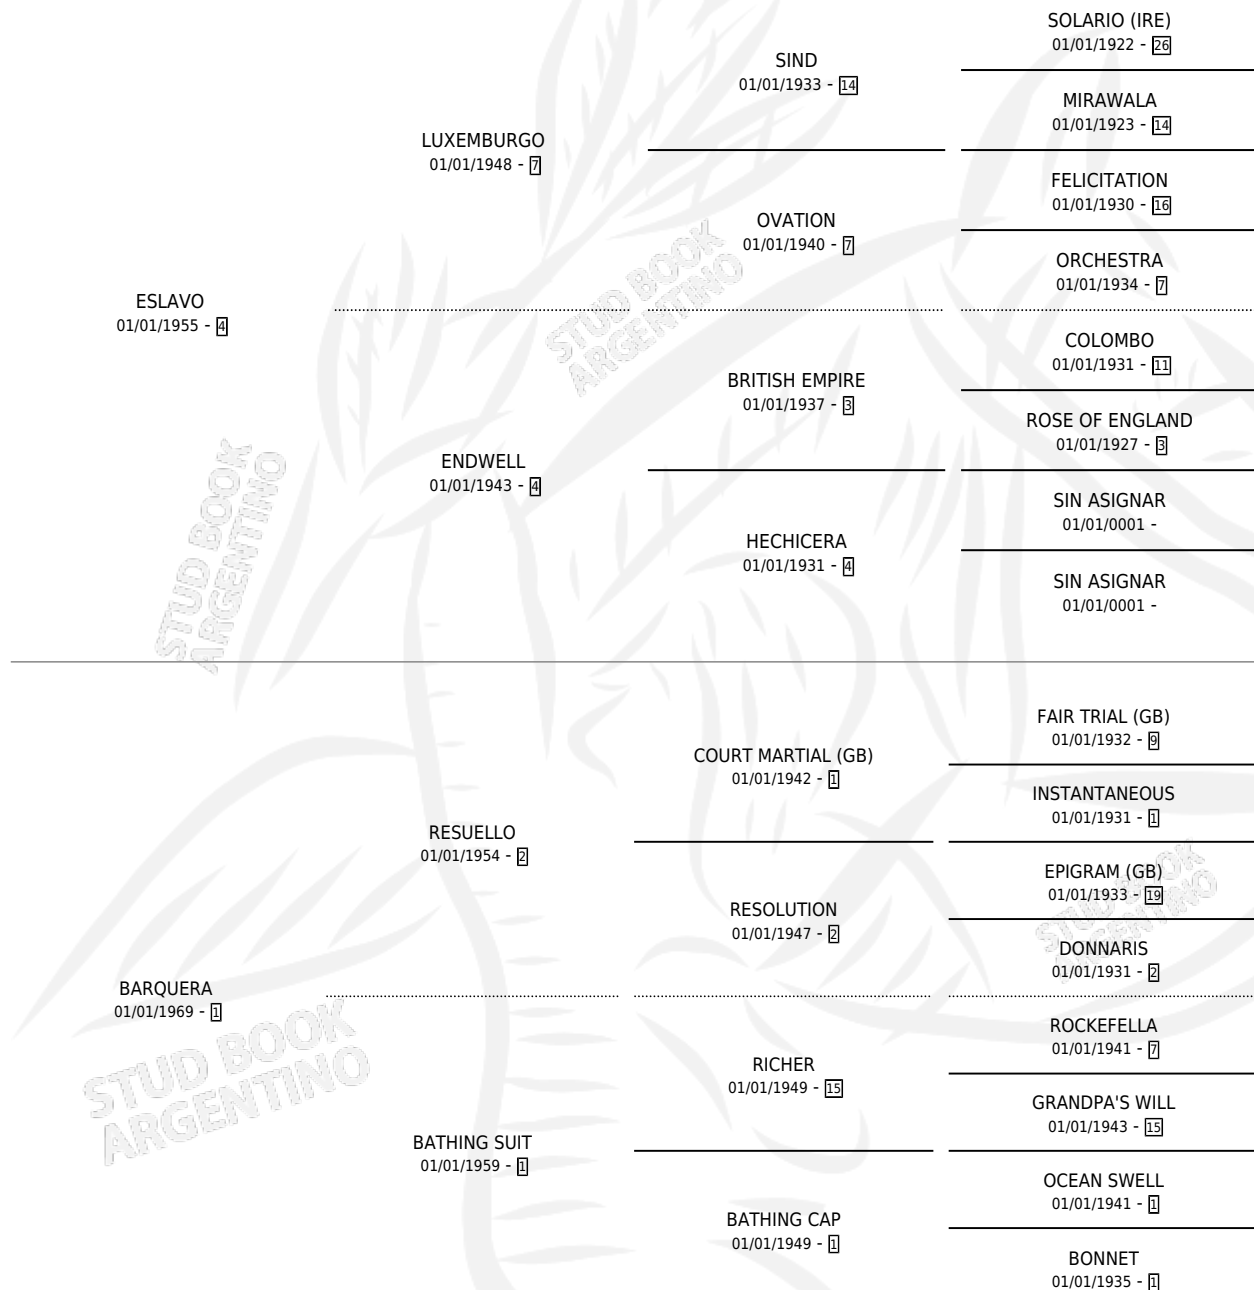 SOLARIO (IRE)
01/01/1922 - 26
SIND
01/01/1933 - 14
MIRAWALA
01/01/1923 - 14
LUXEMBURGO
01/01/1948 - 7
FELICITATION
01/01/1930 - 16
OVATION
01/01/1940 - 7
ORCHESTRA
01/01/1934 - 7
ESLAVO
01/01/1955 - 4
COLOMBO
01/01/1931 - 11
BRITISH EMPIRE
01/01/1937 - 3
ROSE OF ENGLAND
01/01/1927 - 3
ENDWELL
01/01/1943 - 4
SIN ASIGNAR
01/01/0001 -
HECHICERA
01/01/1931 - 4
SIN ASIGNAR
01/01/0001 -
FAIR TRIAL (GB)
01/01/1932 - 9
COURT MARTIAL (GB)
01/01/1942 - 1
INSTANTANEOUS
01/01/1931 - 1
RESUELLO
01/01/1954 - 2
EPIGRAM (GB)
01/01/1933 - 19
RESOLUTION
01/01/1947 - 2
DONNARIS
01/01/1931 - 2
BARQUERA
01/01/1969 - 1
ROCKEFELLA
01/01/1941 - 7
RICHER
01/01/1949 - 15
GRANDPA'S WILL
01/01/1943 - 15
BATHING SUIT
01/01/1959 - 1
OCEAN SWELL
01/01/1941 - 1
BATHING CAP
01/01/1949 - 1
BONNET
01/01/1935 - 1
STUD BOOK
ARGENTINO
STUD BOOK
ARGENTINO
STUD BOOK
ARGENTINO
STUD BOOK
ARGENTINO